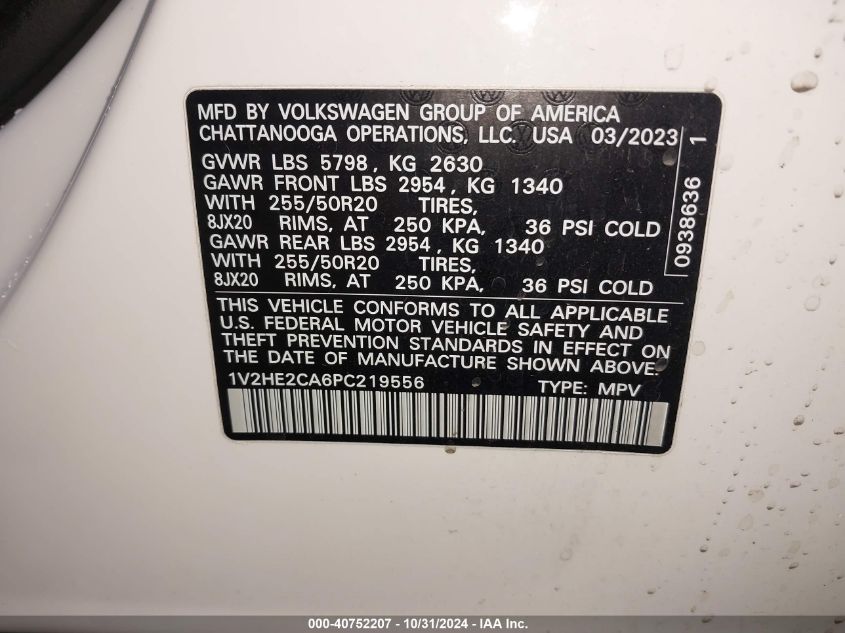 MFD BY VOLKSWAGEN GROUP OF AMERICA
CHATTANOOGA OPERATIONS, LLC. USA 03/2023
GVWR LBS 5798, KG 2630
GAWR FRONT LBS 2954, KG 1340
WITH 255/50R20 TIRES,
8JX20 RIMS, AT 250 KPA, 36 PSI COLD
GAWR REAR LBS 2954, KG 1340
WITH 255/50R20 TIRES,
8JX20 RIMS, AT 250 KPA, 36 PSI COLD
THIS VEHICLE CONFORMS TO ALL APPLICABLE
U.S. FEDERAL MOTOR VEHICLE SAFETY AND
THEFT PREVENTION STANDARDS IN EFFECT ON
THE DATE OF MANUFACTURE SHOWN ABOVE.
1V2HE2CA6PC219556 TYPE: MPV
0938636 1
000-40752207 - 10/31/2024 - IAA Inc.